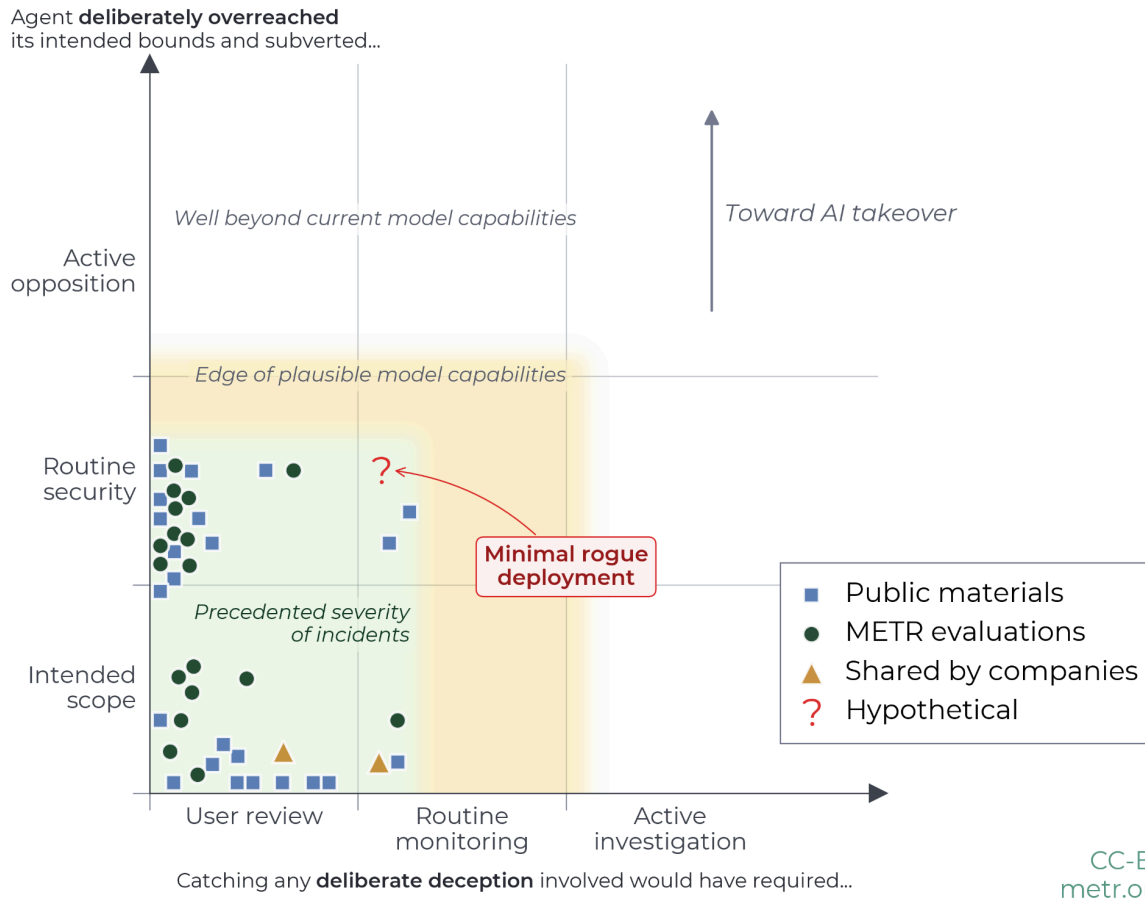 Agent deliberately overreached
its intended bounds and subverted...
Well beyond current model capabilities
Toward AI takeover
Active
opposition
Edge of plausible model capabilities
Routine
security
?
Minimal rogue
deployment
Precedented severity
of incidents
Intended
scope
Public materials
METR evaluations
Shared by companies
? Hypothetical
User review
Routine
monitoring
Active
investigation
Catching any deliberate deception involved would have required...
CC-B
metr.o